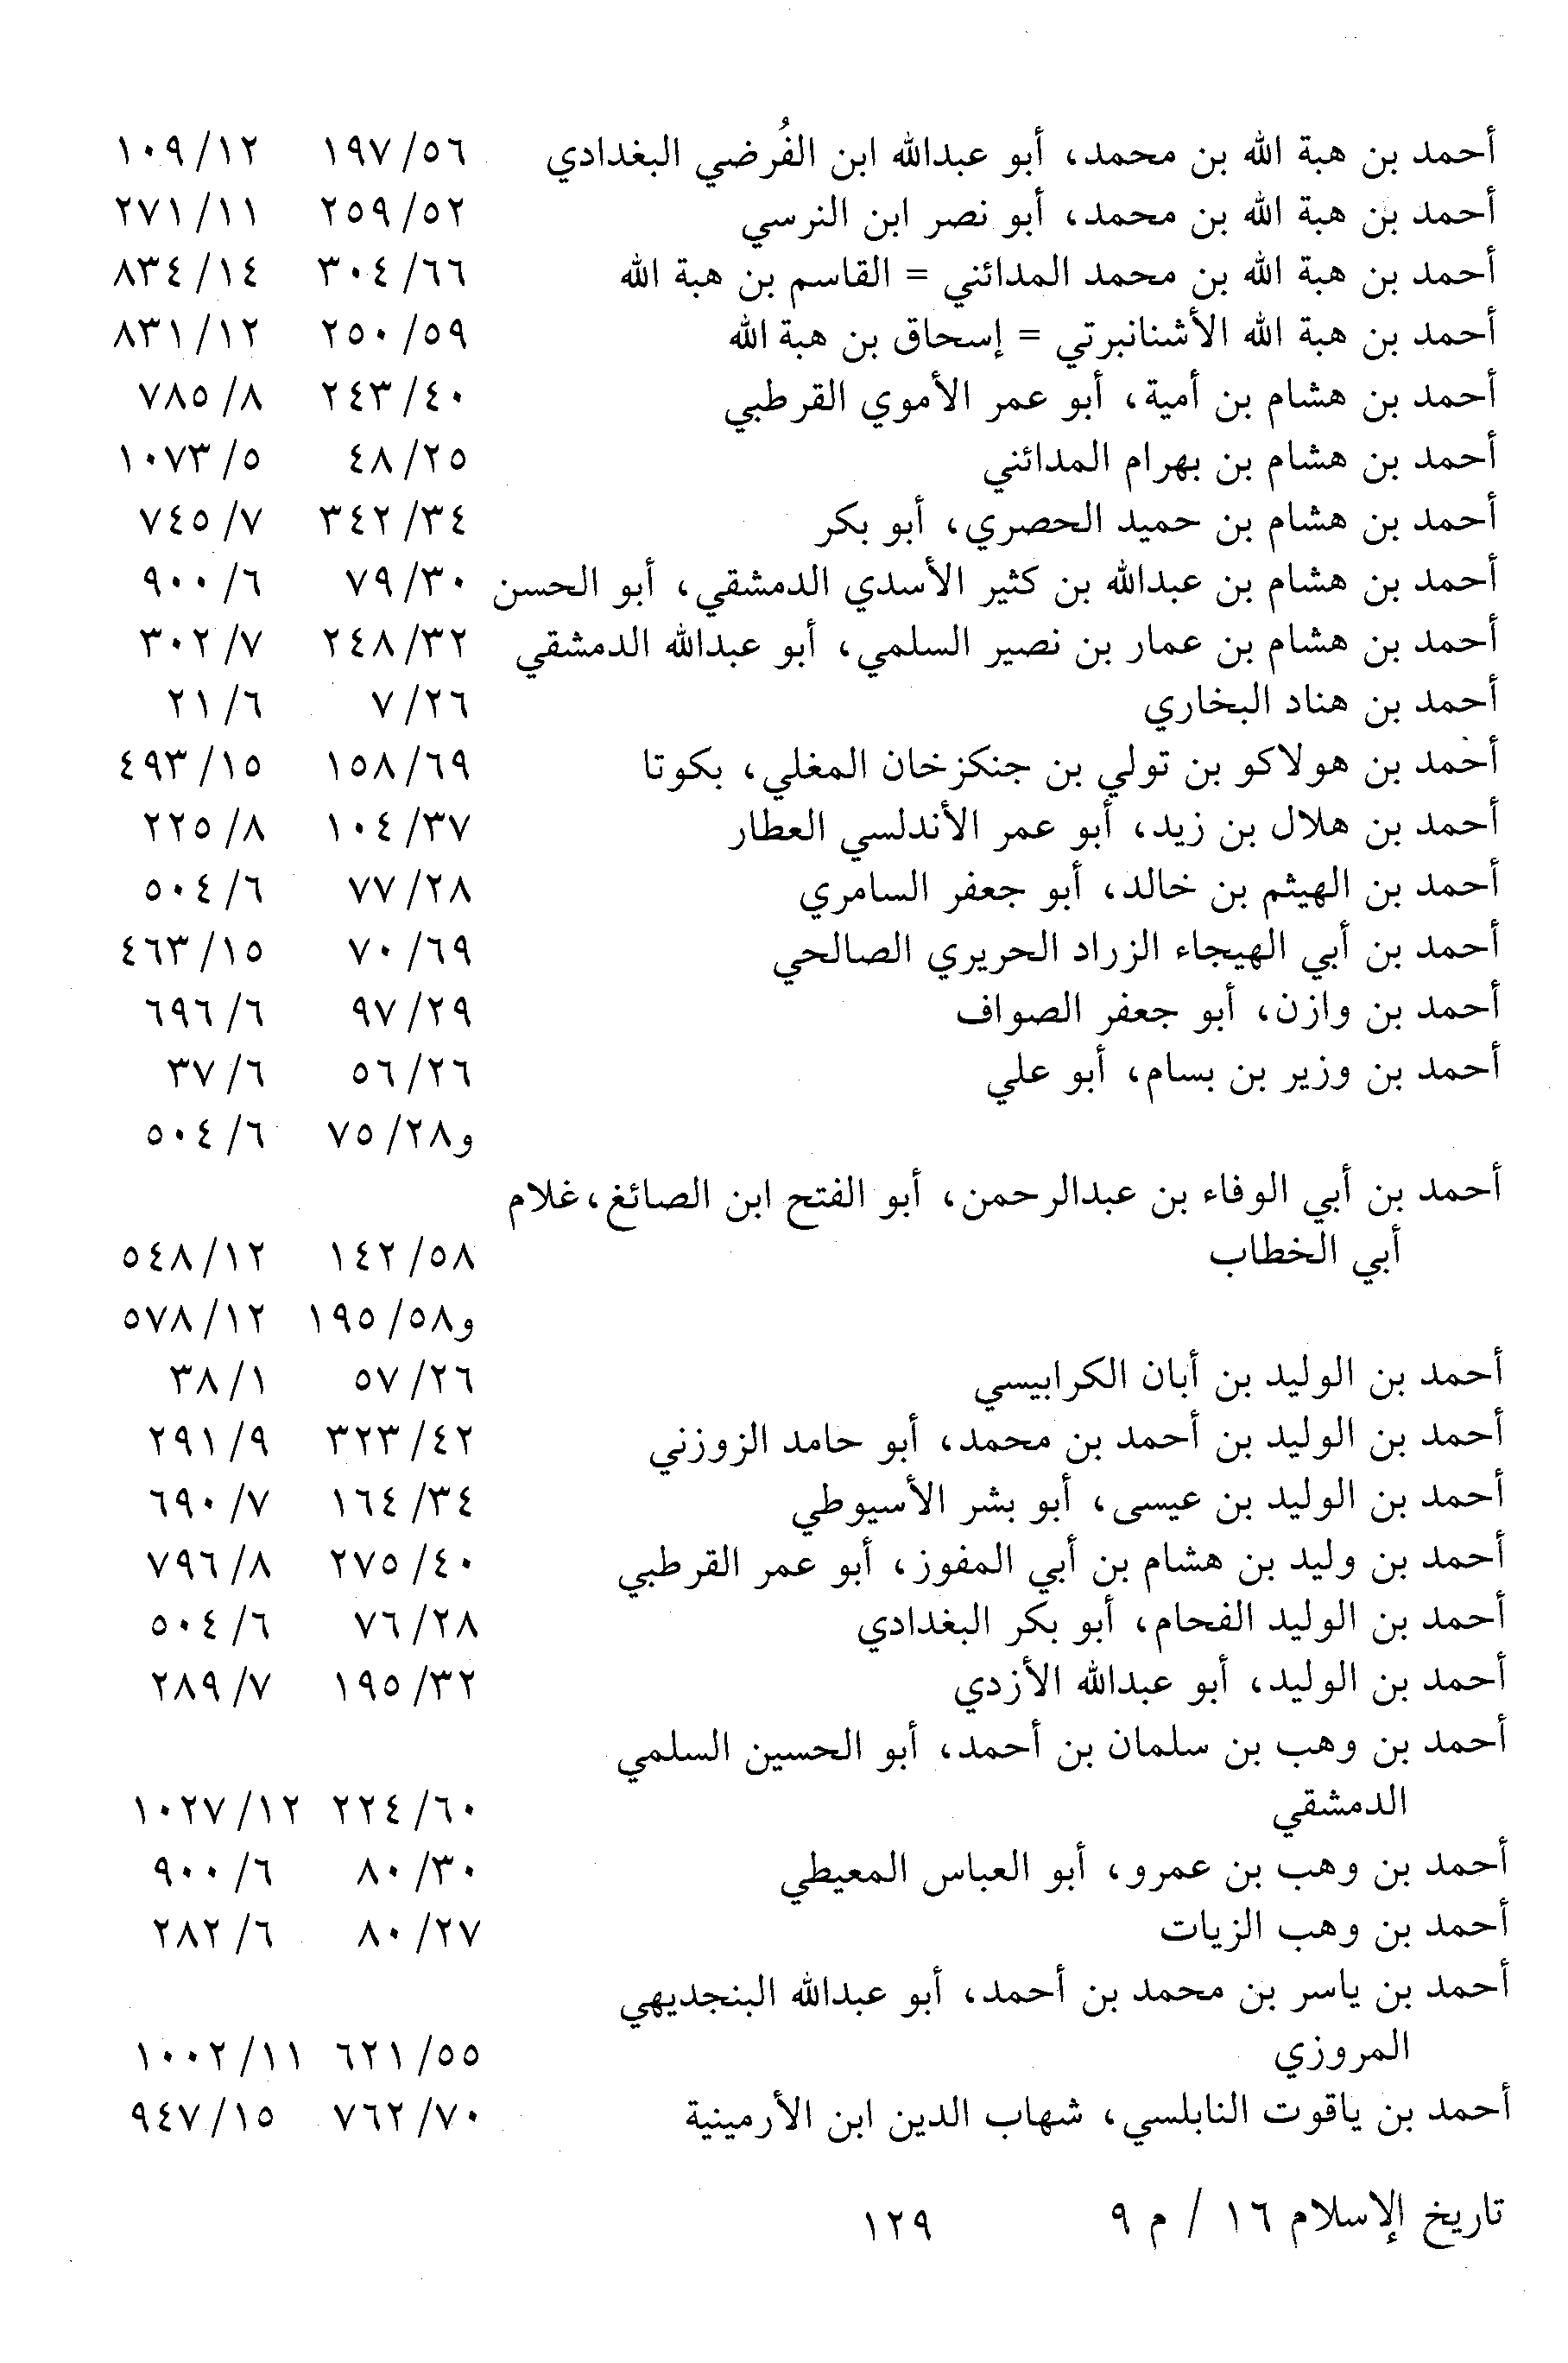 أحمد بن هبة الله بن محمد، أبو عبدالله ابن الفُرضي البغدادي ٥٦/ ١٩٧ ١٢/ ١٠٩
أحمد بن هبة الله بن محمد، أبو نصر ابن النرسي ٥٢/ ٢٥٩ ١١/ ٢٧١
أحمد بن هبة الله بن محمد المدائني = القاسم بن هبة الله ٦٦/ ٣٠٤ ١٤/ ٨٣٤
أحمد بن هبة الله الأشنانبرتي = إسحاق بن هبة الله ٥٩/ ٢٥٠ ١٢/ ٨٣١
أحمد بن هشام بن أمية، أبو عمر الأموي القرطبي ٤٠/ ٢٤٣ ٨/ ٧٨٥
أحمد بن هشام بن بهرام المدائني ٢٥/ ٤٨ ٥/ ١٠٧٣
أحمد بن هشام بن حميد الحصري، أبو بكر ٣٤/ ٣٤٢ ٧/ ٧٤٥
أحمد بن هشام بن عبدالله بن كثير الأسدي الدمشقي، أبو الحسن ٣٠/ ٧٩ ٦/ ٩٠٠
أحمد بن هشام بن عمار بن نصير السلمي، أبو عبدالله الدمشقي ٣٢/ ٢٤٨ ٧/ ٣٠٢
أحمد بن هناد البخاري ٢٦/ ٧ ٦/ ٢١
أحمد بن هولاكو بن تولي بن جنكزخان المغلي، بكوتا ٦٩/ ١٥٨ ١٥/ ٤٩٣
أحمد بن هلال بن زيد، أبو عمر الأندلسي العطار ٣٧/ ١٠٤ ٨/ ٢٢٥
أحمد بن الهيثم بن خالد، أبو جعفر السامري ٢٨/ ٧٧ ٦/ ٥٠٤
أحمد بن أبي الهيجاء الزراد الحريري الصالحي ٦٩/ ٧٠ ١٥/ ٤٦٣
أحمد بن وازن، أبو جعفر الصواف ٢٩/ ٩٧ ٦/ ٦٩٦
أحمد بن وزير بن بسام، أبو علي ٢٦/ ٥٦ ٦/ ٣٧
و٢٨/ ٧٥ ٦/ ٥٠٤
أحمد بن أبي الوفاء بن عبدالرحمن، أبو الفتح ابن الصائغ، غلام
أبي الخطاب ٥٨/ ١٤٢ ١٢/ ٥٤٨
و٥٨/ ١٩٥ ١٢/ ٥٧٨
أحمد بن الوليد بن أبان الكرابيسي ٢٦/ ٥٧ ١/ ٣٨
أحمد بن الوليد بن أحمد بن محمد، أبو حامد الزوزني ٤٢/ ٣٢٣ ٩/ ٢٩١
أحمد بن الوليد بن عيسى، أبو بشر الأسيوطي ٣٤/ ١٦٤ ٧/ ٦٩٠
أحمد بن وليد بن هشام بن أبي المفوز، أبو عمر القرطبي ٤٠/ ٢٧٥ ٨/ ٧٩٦
أحمد بن الوليد الفحام، أبو بكر البغدادي ٢٨/ ٧٦ ٦/ ٥٠٤
أحمد بن الوليد، أبو عبدالله الأزدي ٣٢/ ١٩٥ ٧/ ٢٨٩
أحمد بن وهب بن سلمان بن أحمد، أبو الحسين السلمي
الدمشقي ٦٠/ ٢٢٤ ١٢/ ١٠٢٧
أحمد بن وهب بن عمرو، أبو العباس المعيطي ٣٠/ ٨٠ ٦/ ٩٠٠
أحمد بن وهب الزيات ٢٧/ ٨٠ ٦/ ٢٨٢
أحمد بن ياسر بن محمد بن أحمد، أبو عبدالله البنجديهي
المروزي ٥٥/ ٦٢١ ١١/ ١٠٠٢
أحمد بن ياقوت النابلسي، شهاب الدين ابن الأرمينية ٧٠/ ٧٦٢ ١٥/ ٩٤٧
تاريخ الإسلام ١٦ / م ٩ ١٢٩